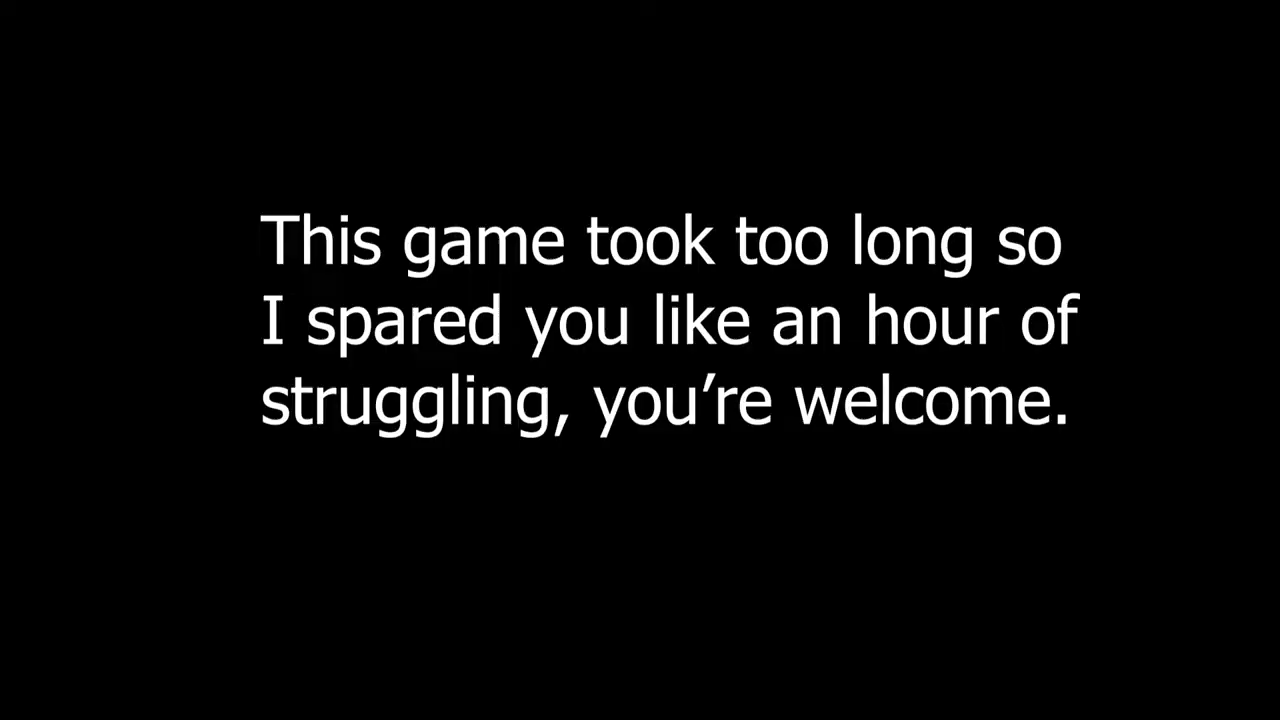 This game took too long so
I spared you like an hour of
struggling, you’re welcome.